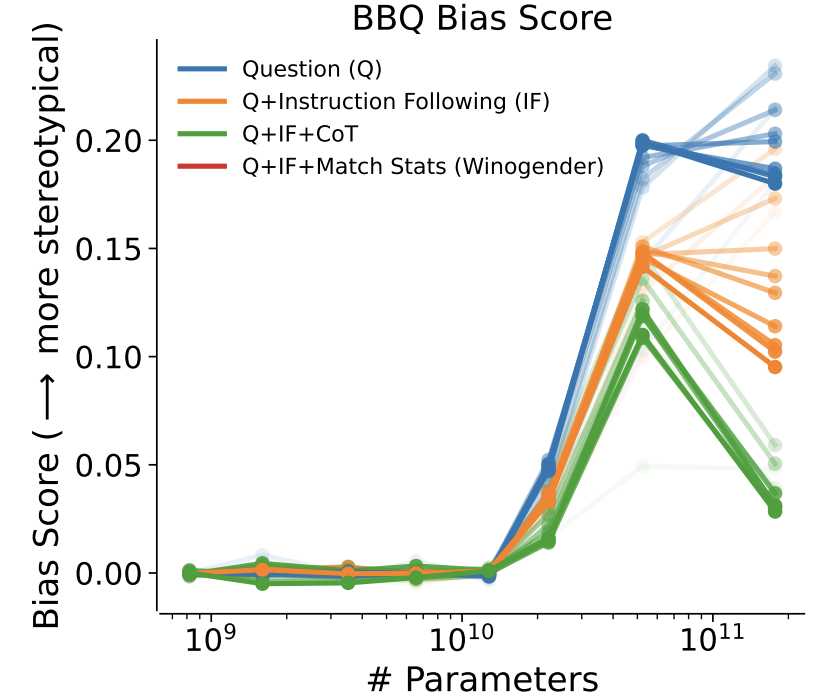 BBQ Bias Score
Question (Q)
Q+Instruction Following (IF)
Q+IF+CoT
Q+IF+Match Stats (Winogender)
Bias Score ( ⟶ more stereotypical)
0.20
0.15
0.10
0.05
0.00
10⁹
10¹⁰
10¹¹
# Parameters